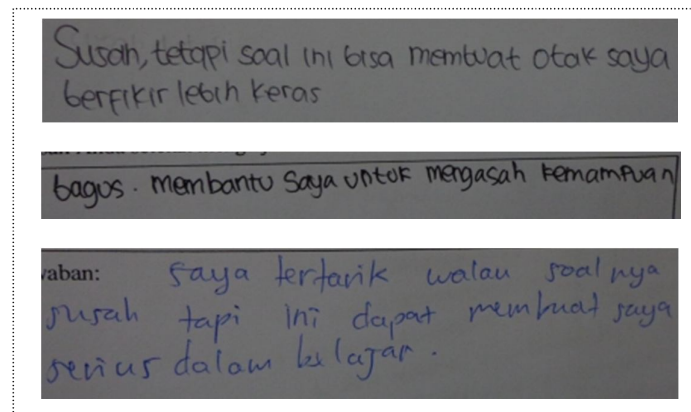 Susah, tetapi soal ini bisa membuat otak saya
berfikir lebih keras
bagus. membantu saya untuk mengasah kemampuan
vaban: saya tertarik walau soalnya
susah tapi ini dapat membuat saya
serius dalam belajar.